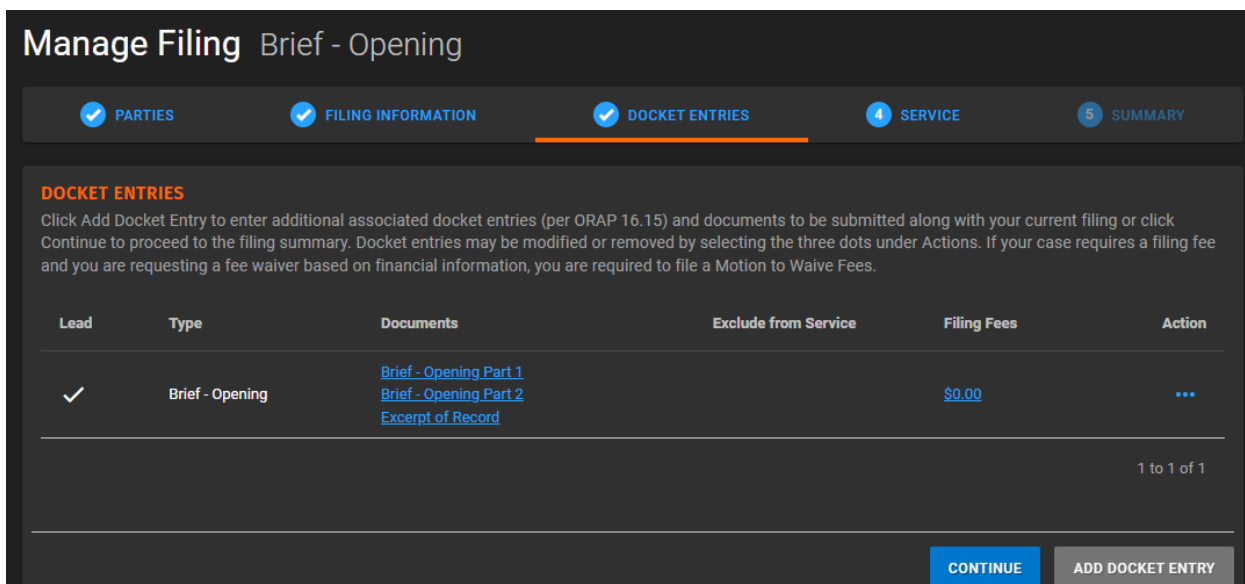 Manage Filing Brief - Opening
PARTIES
FILING INFORMATION
DOCKET ENTRIES
4 SERVICE
5 SUMMARY
DOCKET ENTRIES
Click Add Docket Entry to enter additional associated docket entries (per ORAP 16.15) and documents to be submitted along with your current filing or click
Continue to proceed to the filing summary. Docket entries may be modified or removed by selecting the three dots under Actions. If your case requires a filing fee
and you are requesting a fee waiver based on financial information, you are required to file a Motion to Waive Fees.
Lead Type Documents Exclude from Service Filing Fees Action
Brief - Opening Part 1
Brief - Opening Brief - Opening Part 2 $0.00
Excerpt of Record
1 to 1 of 1
CONTINUE ADD DOCKET ENTRY